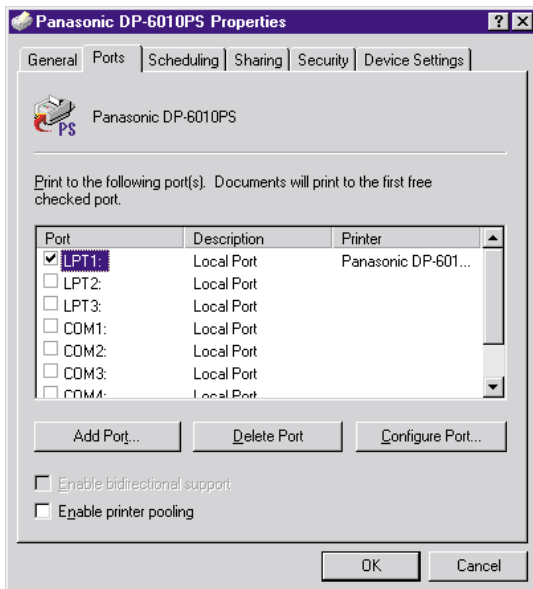 Panasonic DP-6010PS Properties
General Ports Scheduling Sharing Security Device Settings
PS
Panasonic DP-6010PS
Print to the following port(s). Documents will print to the first free
checked port.
Port Description Printer
LPT1: Local Port Panasonic DP-601...
LPT2: Local Port
LPT3: Local Port
COM1: Local Port
COM2: Local Port
COM3: Local Port
COM4: Local Port
Add Port... Delete Port Configure Port...
Enable bidirectional support
Enable printer pooling
OK Cancel